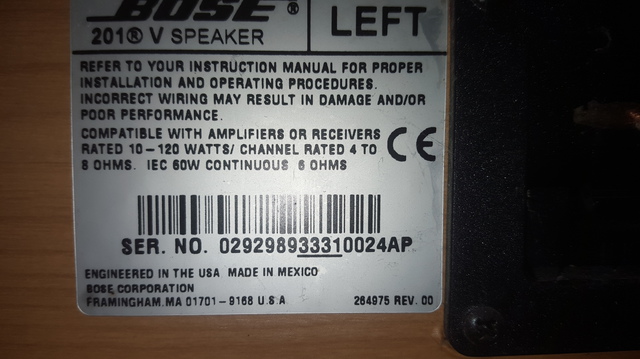 BOSE®
201® V SPEAKER
LEFT
REFER TO YOUR INSTRUCTION MANUAL FOR PROPER
INSTALLATION AND OPERATING PROCEDURES.
INCORRECT WIRING MAY RESULT IN DAMAGE AND/OR
POOR PERFORMANCE.
COMPATIBLE WITH AMPLIFIERS OR RECEIVERS
RATED 10-120 WATTS/ CHANNEL RATED 4 TO
8 OHMS. IEC 60W CONTINUOUS 6 OHMS
CE
SER. NO. 029298933310024AP
ENGINEERED IN THE USA MADE IN MEXICO
BOSE CORPORATION
FRAMINGHAM, MA 01701-9168 U.S.A
264975 REV. 00